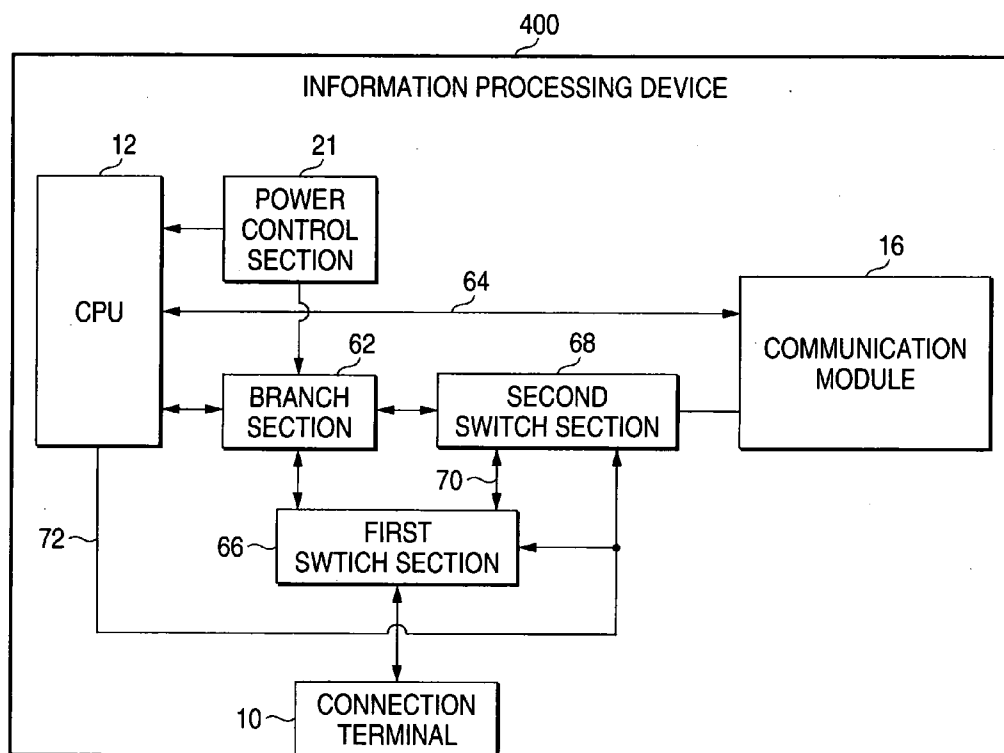 400
INFORMATION PROCESSING DEVICE
12
21
POWER
CONTROL
SECTION
16
CPU
64
COMMUNICATION
MODULE
62
68
BRANCH
SECTION
SECOND
SWITCH SECTION
70
72
66
FIRST
SWTICH SECTION
10
CONNECTION
TERMINAL